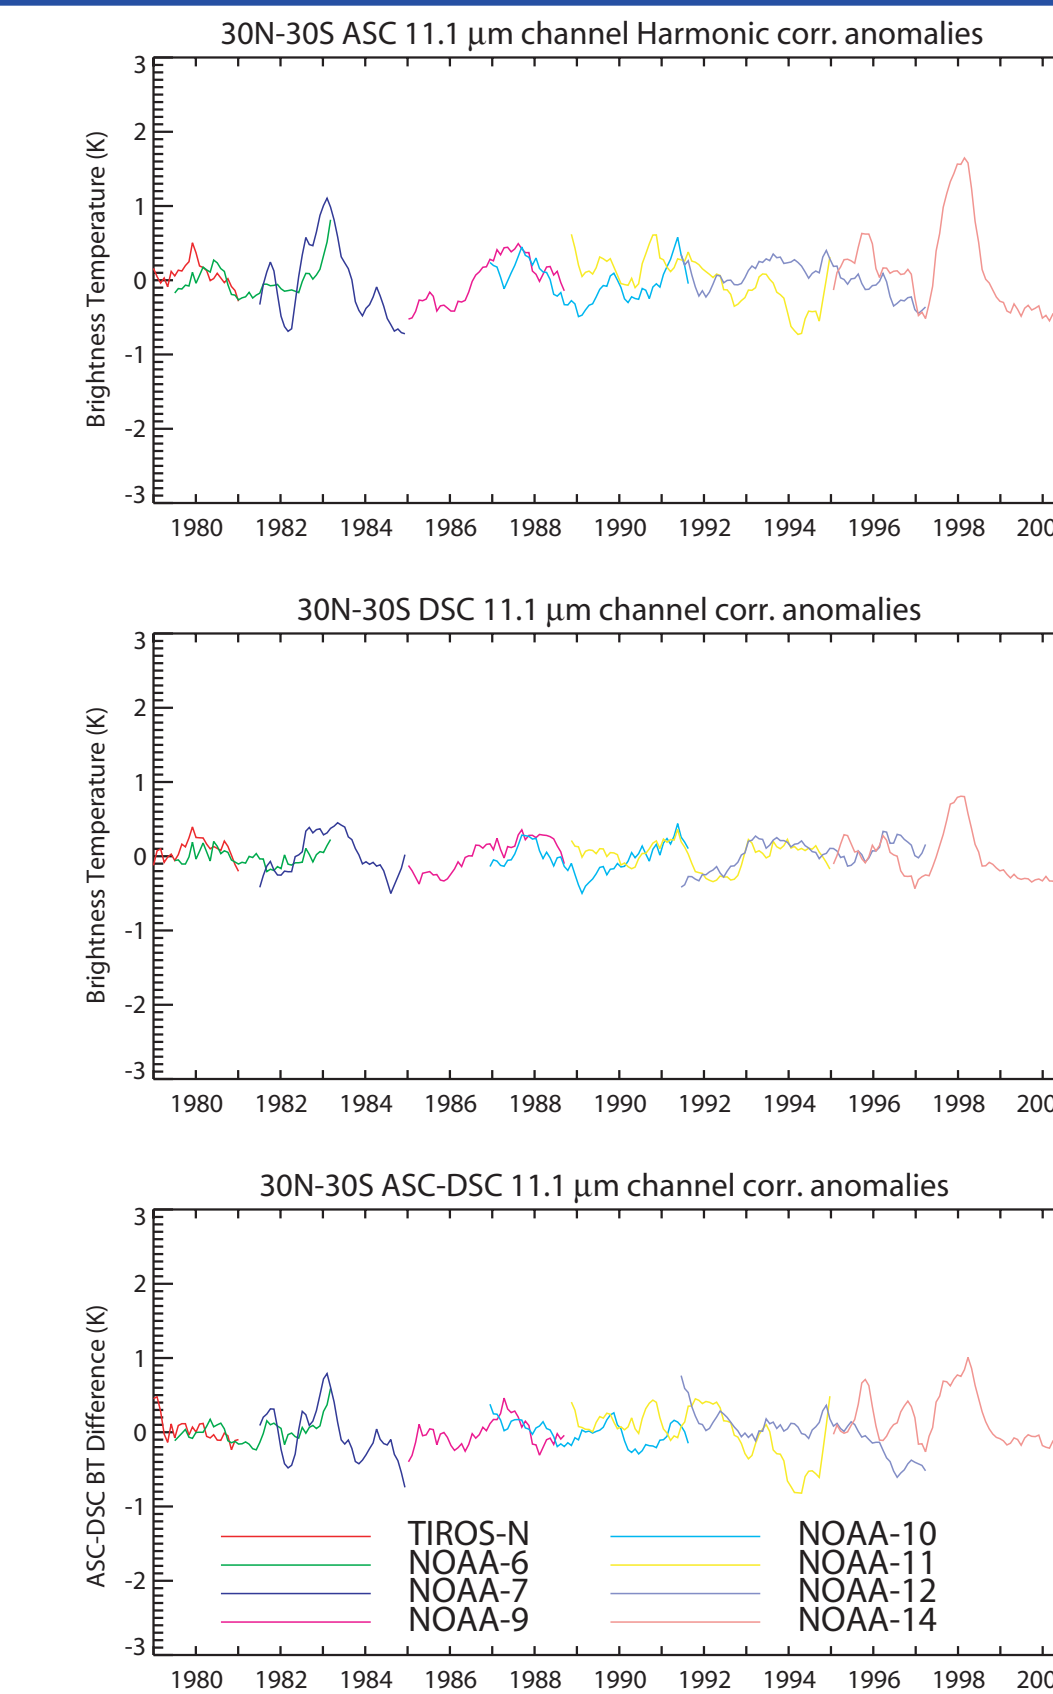 30N-30S ASC 11.1 μm channel Harmonic corr. anomalies
3
2
1
0
-1
-2
-3
Brightness Temperature (K)
1980 1982 1984 1986 1988 1990 1992 1994 1996 1998 200
30N-30S DSC 11.1 μm channel corr. anomalies
3
2
1
0
-1
-2
-3
Brightness Temperature (K)
1980 1982 1984 1986 1988 1990 1992 1994 1996 1998 200
30N-30S ASC-DSC 11.1 μm channel corr. anomalies
3
2
1
0
-1
-2
-3
ASC-DSC BT Difference (K)
TIROS-N
NOAA-6
NOAA-7
NOAA-9
NOAA-10
NOAA-11
NOAA-12
NOAA-14
1980 1982 1984 1986 1988 1990 1992 1994 1996 1998 200